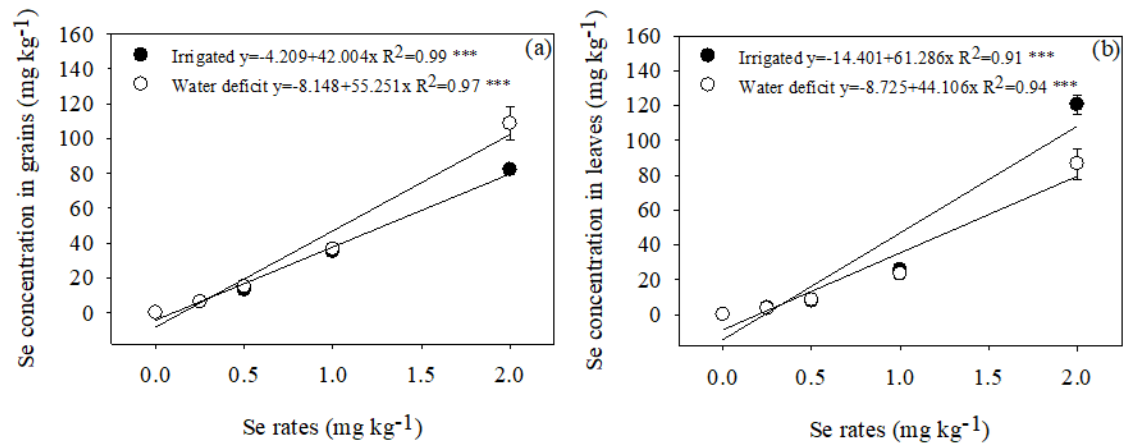 160
140
120
100
80
60
40
20
0
Se concentration in grains (mg kg⁻¹)
Irrigated y=-4.209+42.004x R²=0.99 ***
Water deficit y=-8.148+55.251x R²=0.97 ***
(a)
0.0 0.5 1.0 1.5 2.0
Se rates (mg kg⁻¹)
160
140
120
100
80
60
40
20
0
Se concentration in leaves (mg kg⁻¹)
Irrigated y=-14.401+61.286x R²=0.91 ***
Water deficit y=-8.725+44.106x R²=0.94 ***
(b)
0.0 0.5 1.0 1.5 2.0
Se rates (mg kg⁻¹)